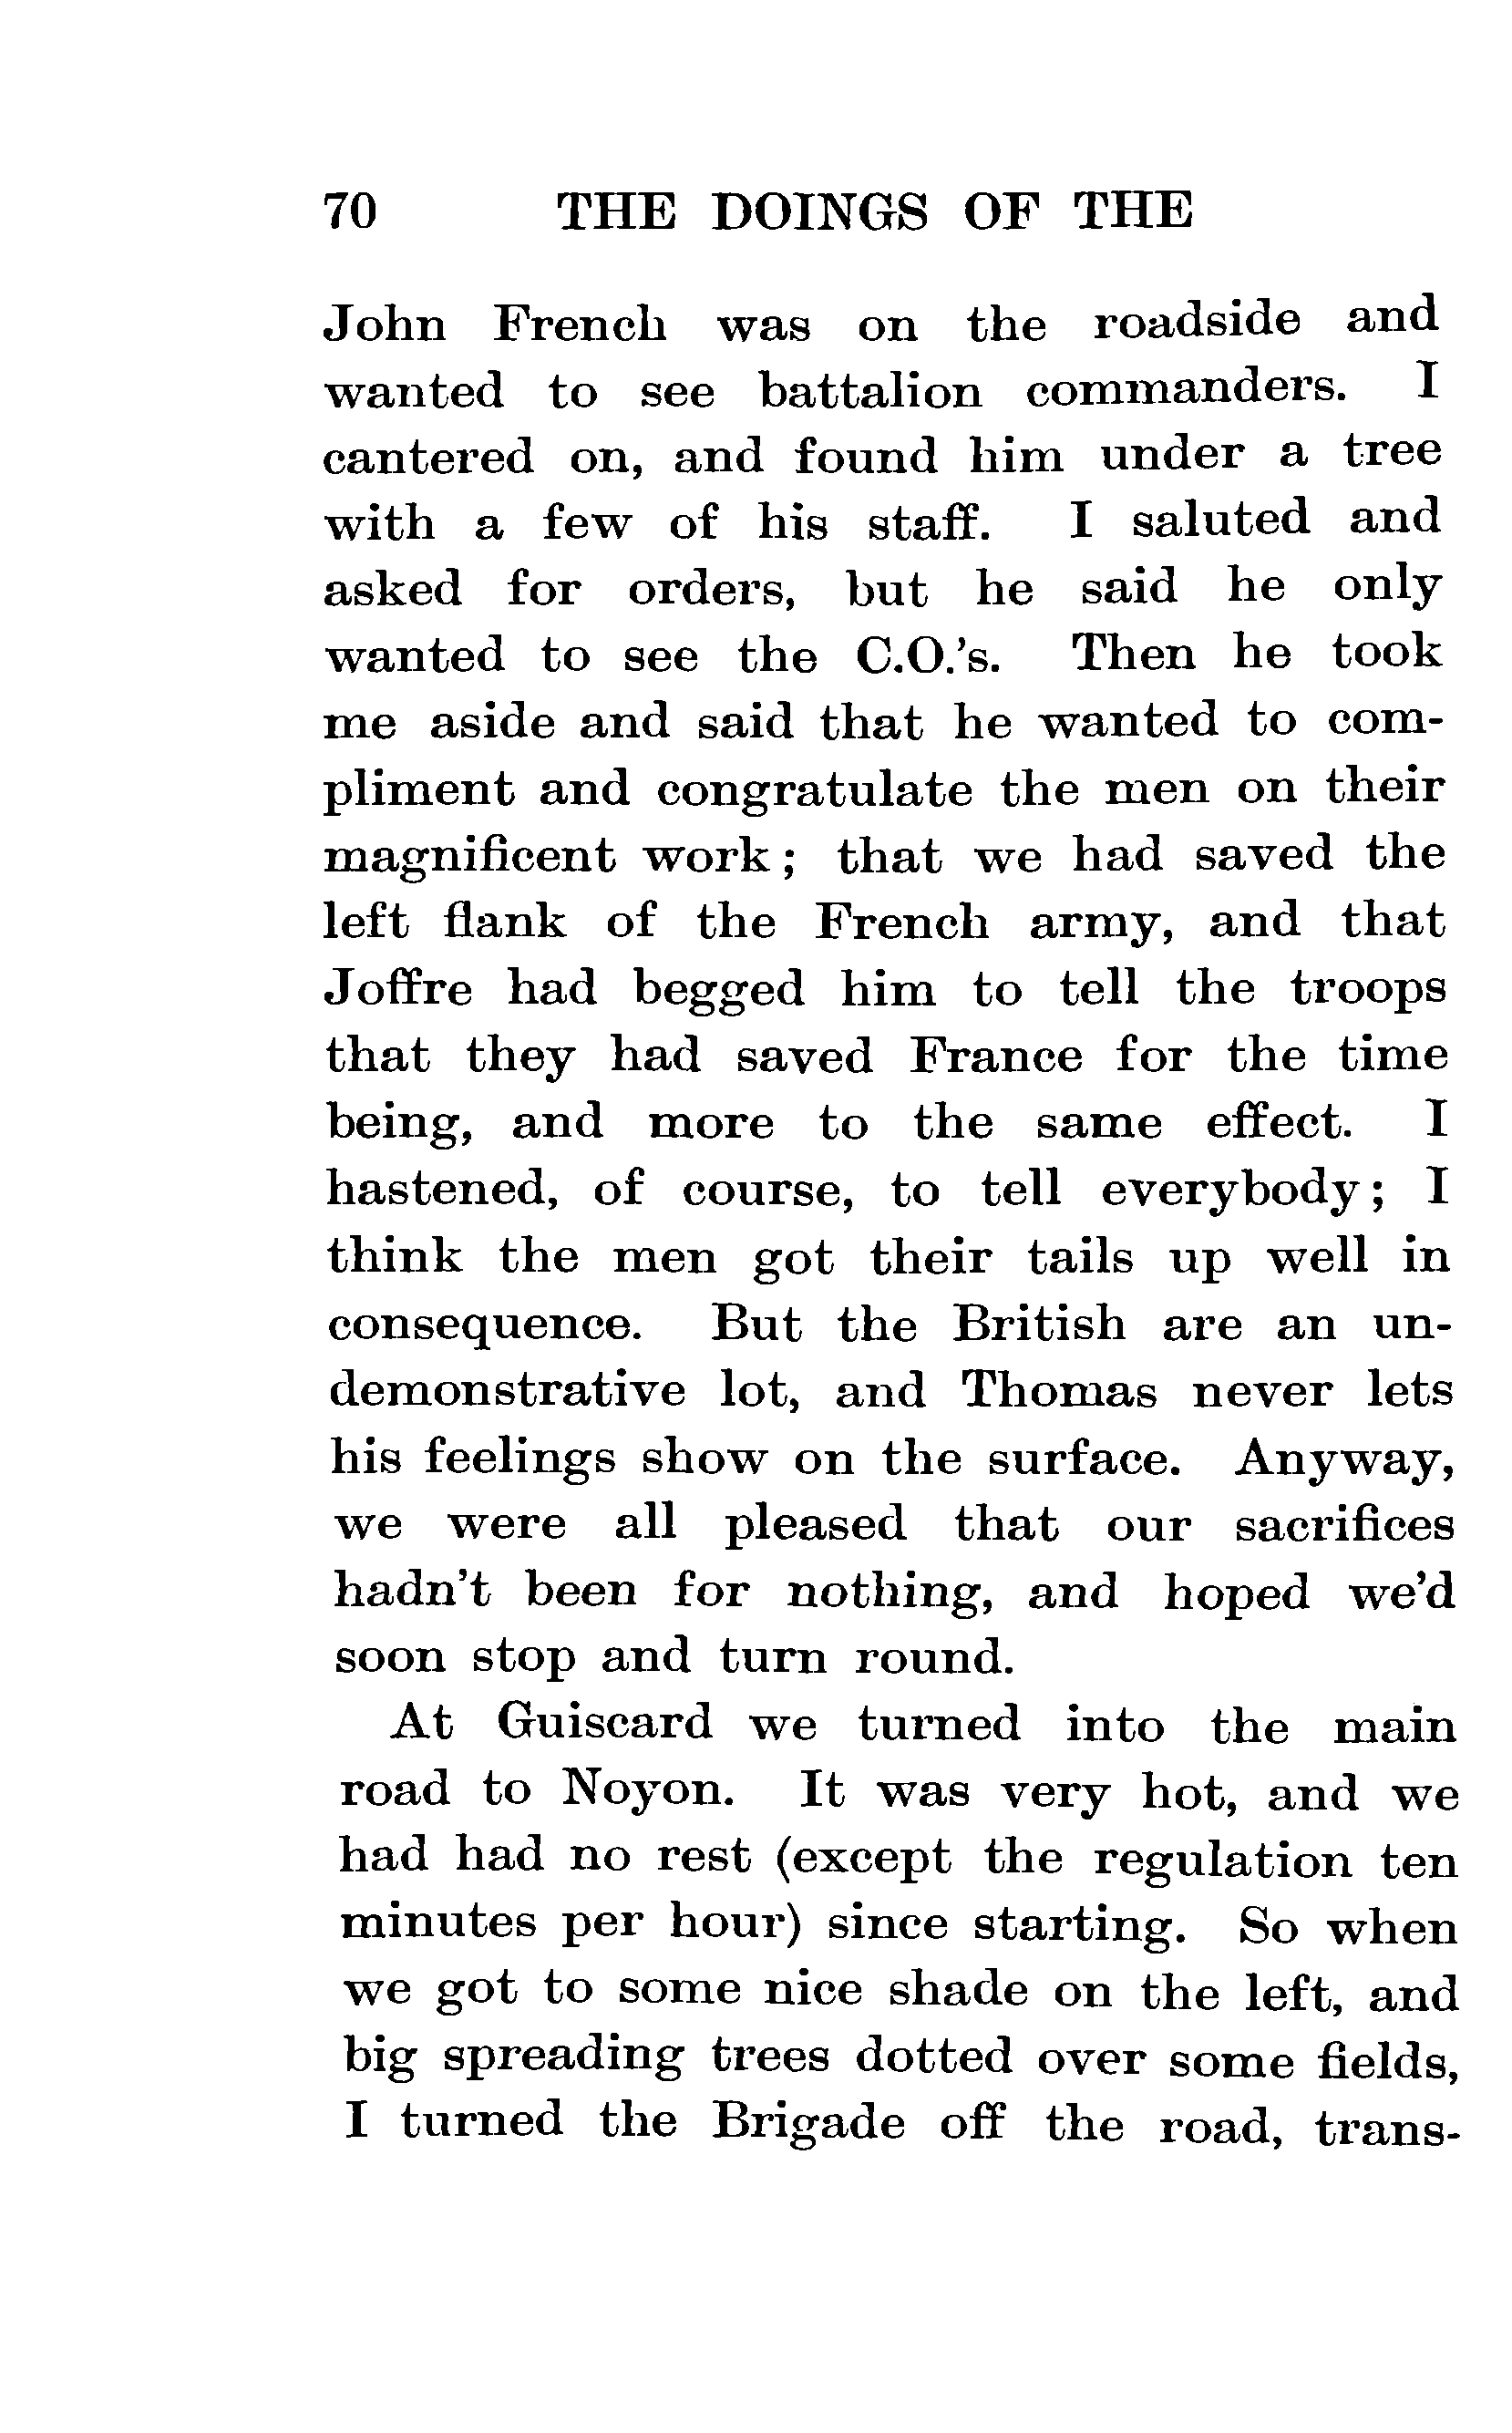 70 THE DOINGS OF THE
John French was on the roadside and
wanted to see battalion commanders. I
cantered on, and found him under a tree
with a few of his staff. I saluted and
asked for orders, but he said he only
wanted to see the C.O.'s. Then he took
me aside and said that he wanted to com-
pliment and congratulate the men on their
magnificent work; that we had saved the
left flank of the French army, and that
Joffre had begged him to tell the troops
that they had saved France for the time
being, and more to the same effect. I
hastened, of course, to tell everybody; I
think the men got their tails up well in
consequence. But the British are an un-
demonstrative lot, and Thomas never lets
his feelings show on the surface. Anyway,
we were all pleased that our sacrifices
hadn't been for nothing, and hoped we'd
soon stop and turn round.
At Guiscard we turned into the main
road to Noyon. It was very hot, and we
had had no rest (except the regulation ten
minutes per hour) since starting. So when
we got to some nice shade on the left, and
big spreading trees dotted over some fields,
I turned the Brigade off the road, trans-